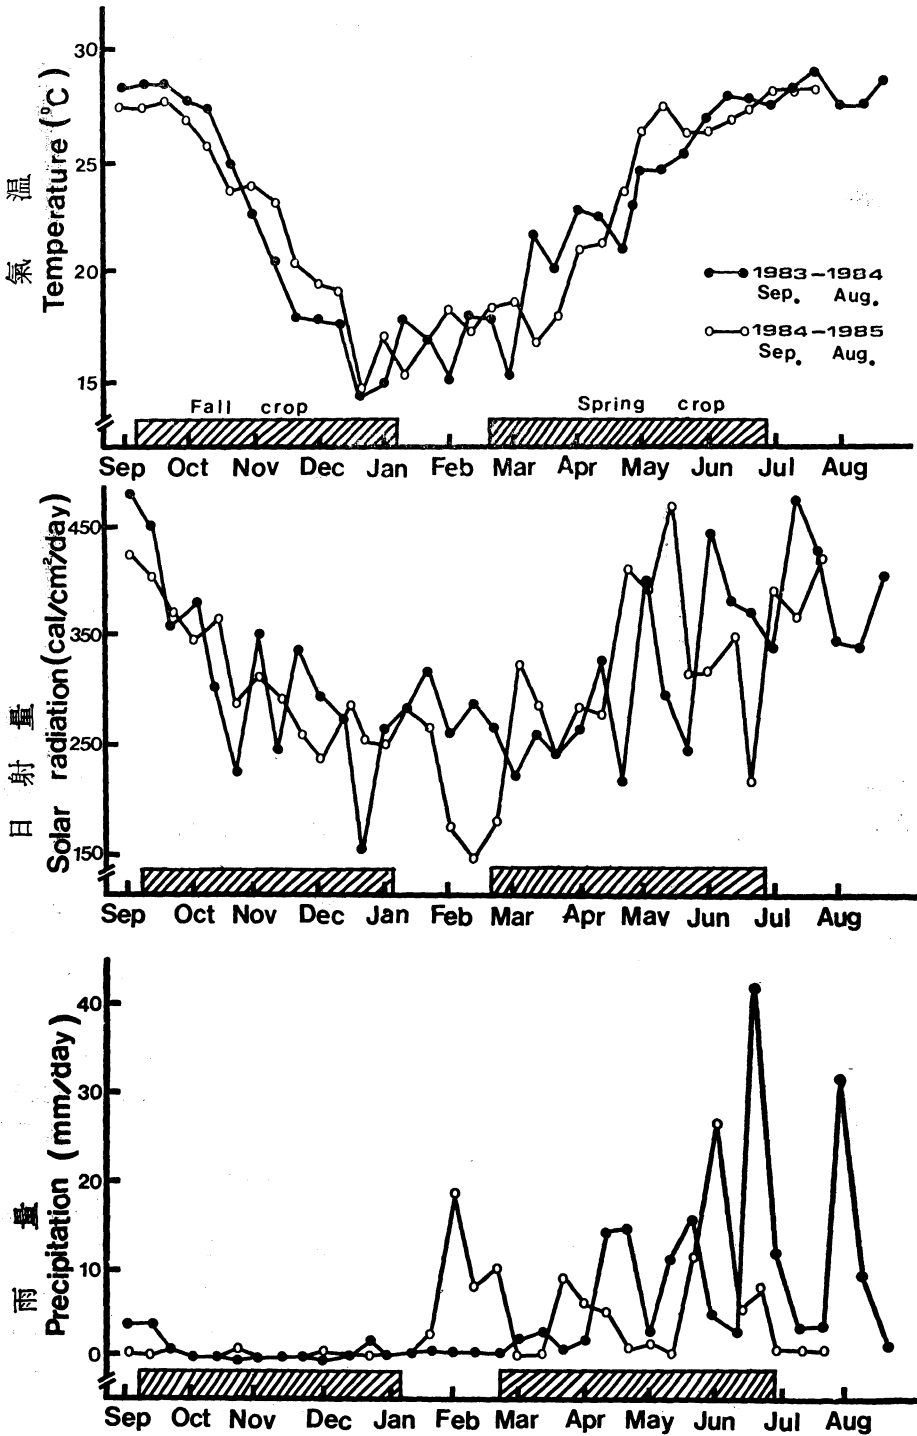 氣 溫
Temperature (°C)
30
25
20
15
1983-1984
Sep. Aug.
1984-1985
Sep. Aug.
Fall crop
Spring crop
Sep Oct Nov Dec Jan Feb Mar Apr May Jun Jul Aug
日 射 量
Solar radiation(cal/cm²/day)
450
350
250
150
Sep Oct Nov Dec Jan Feb Mar Apr May Jun Jul Aug
雨 量
Precipitation (mm/day)
40
30
20
10
0
Sep Oct Nov Dec Jan Feb Mar Apr May Jun Jul Aug